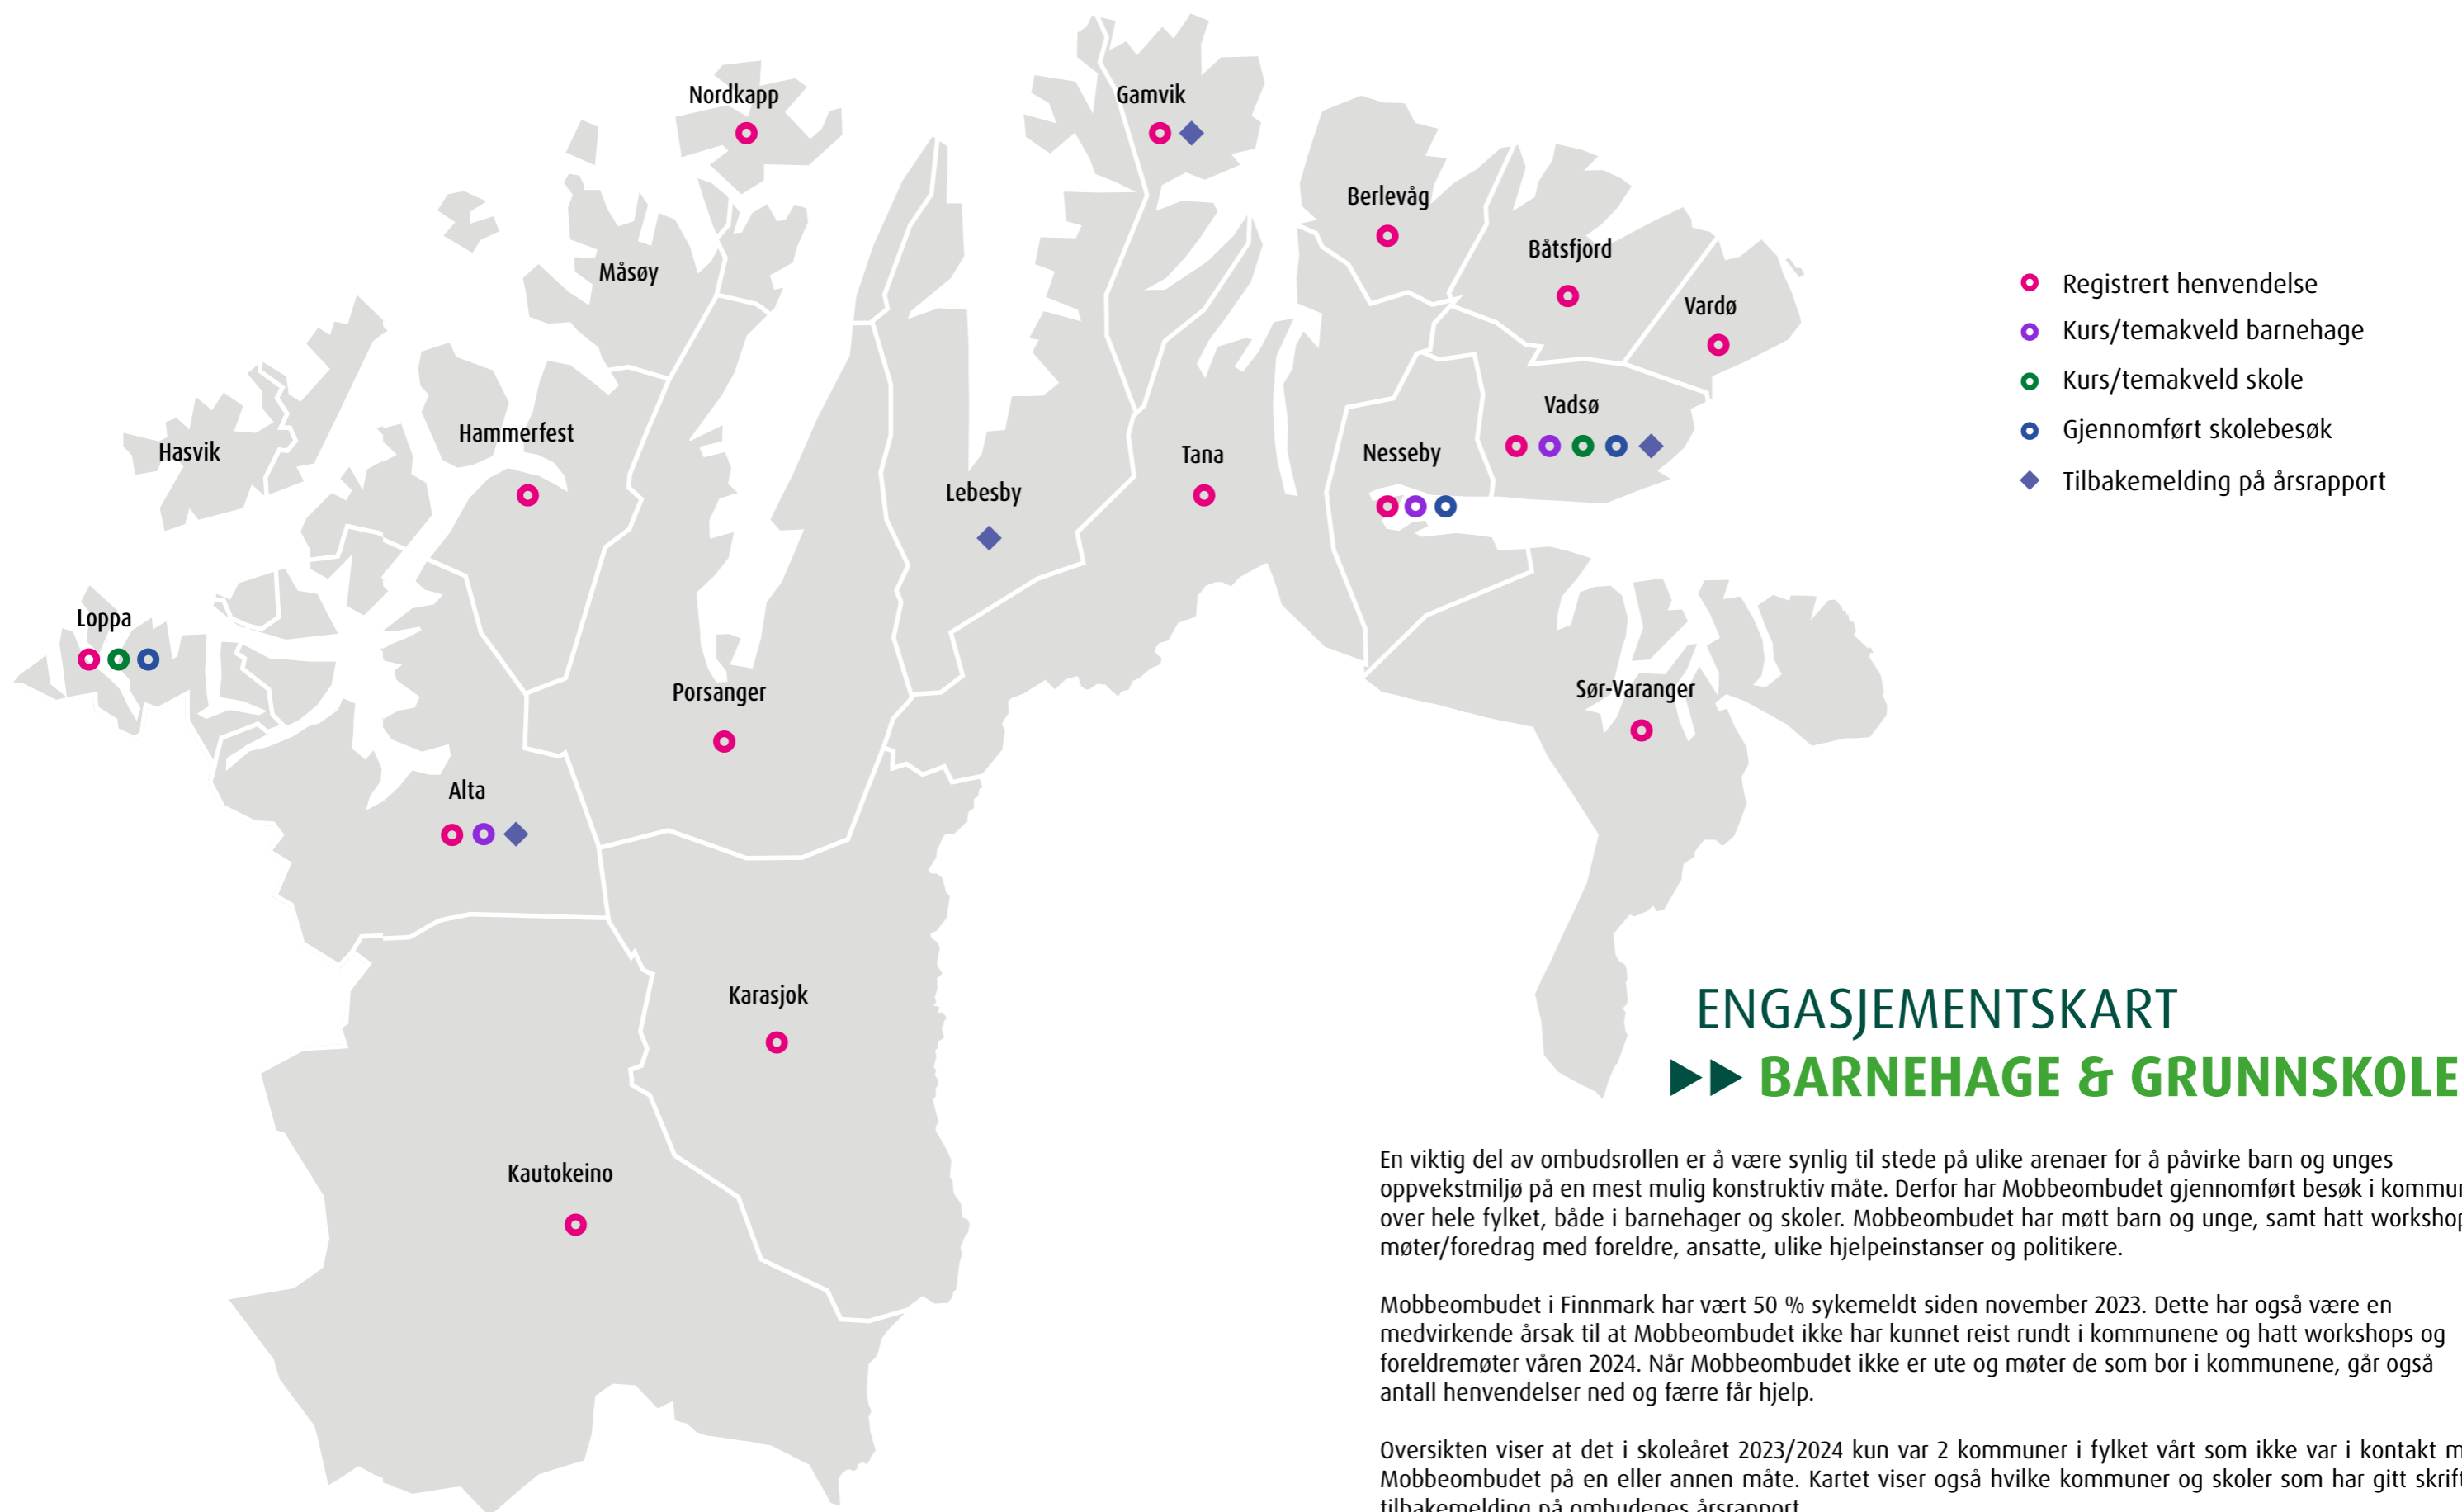 Nordkapp
Gamvik
Berlevåg
Båtsfjord
Måsøy
Vardø
Registrert henvendelse
Kurs/temakveld barnehage
Kurs/temakveld skole
Gjennomført skolebesøk
Tilbakemelding på årsrapport
Vadsø
Hammerfest
Hasvik
Tana
Nesseby
Lebesby
Loppa
Porsanger
Sør-Varanger
Alta
Karasjok
Kautokeino
ENGASJEMENTSKART
BARNEHAGE & GRUNNSKOLE
En viktig del av ombudsrollen er å være synlig til stede på ulike arenaer for å påvirke barn og unges
oppvekstmiljø på en mest mulig konstruktiv måte. Derfor har Mobbeombudet gjennomført besøk i
over hele fylket, både i barnehager og skoler. Mobbeombudet har møtt barn og unge, samt hatt
møter/foredrag med foreldre, ansatte, ulike hjelpeinstanser og politikere.
Mobbeombudet i Finnmark har vært 50 % sykemeldt siden november 2023. Dette har også være en
medvirkende årsak til at Mobbeombudet ikke har kunnet reist rundt i kommunene og hatt workshops og
foreldremøter våren 2024. Når Mobbeombudet ikke er ute og møter de som bor i kommunene, går også
antall henvendelser ned og færre får hjelp.
Oversikten viser at det i skoleåret 2023/2024 kun var 2 kommuner i fylket vårt som ikke var i kontakt
Mobbeombudet på en eller annen måte. Kartet viser også hvilke kommuner og skoler som har gitt
tilbakemelding på ombudenes årsrapport.